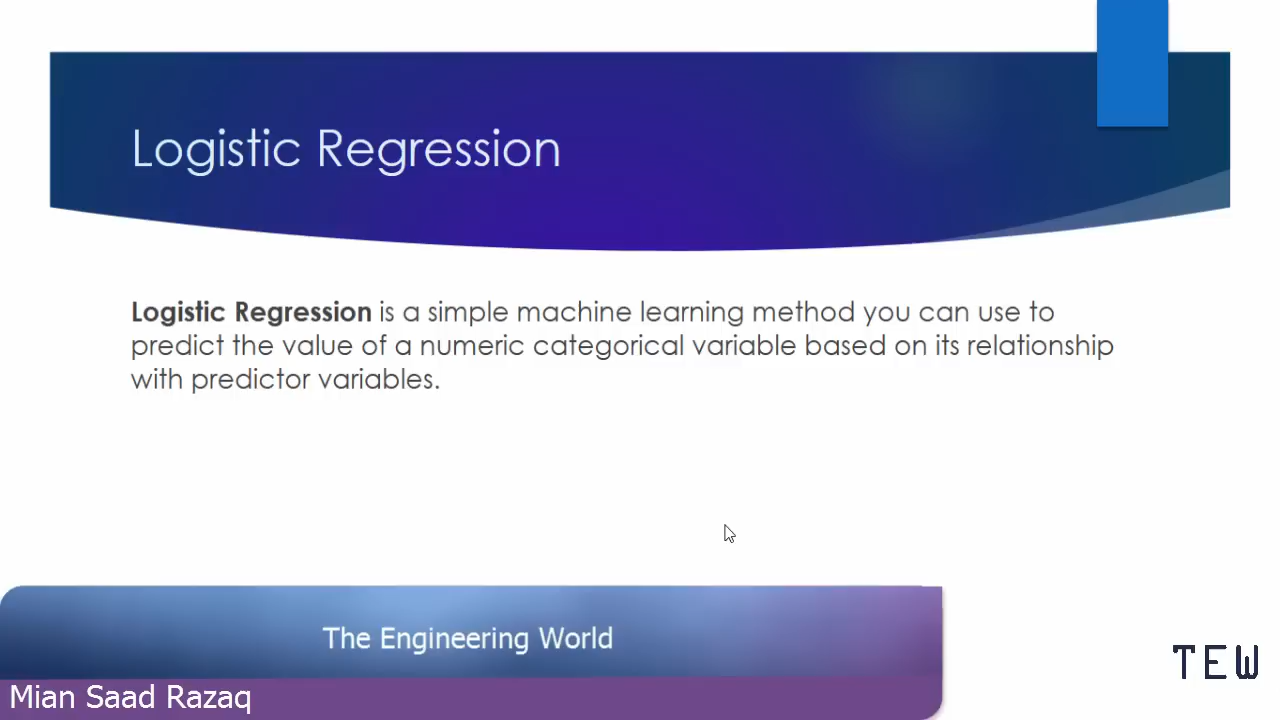 Logistic Regression
Logistic Regression is a simple machine learning method you can use to
predict the value of a numeric categorical variable based on its relationship
with predictor variables.
The Engineering World
TEW
Mian Saad Razaq